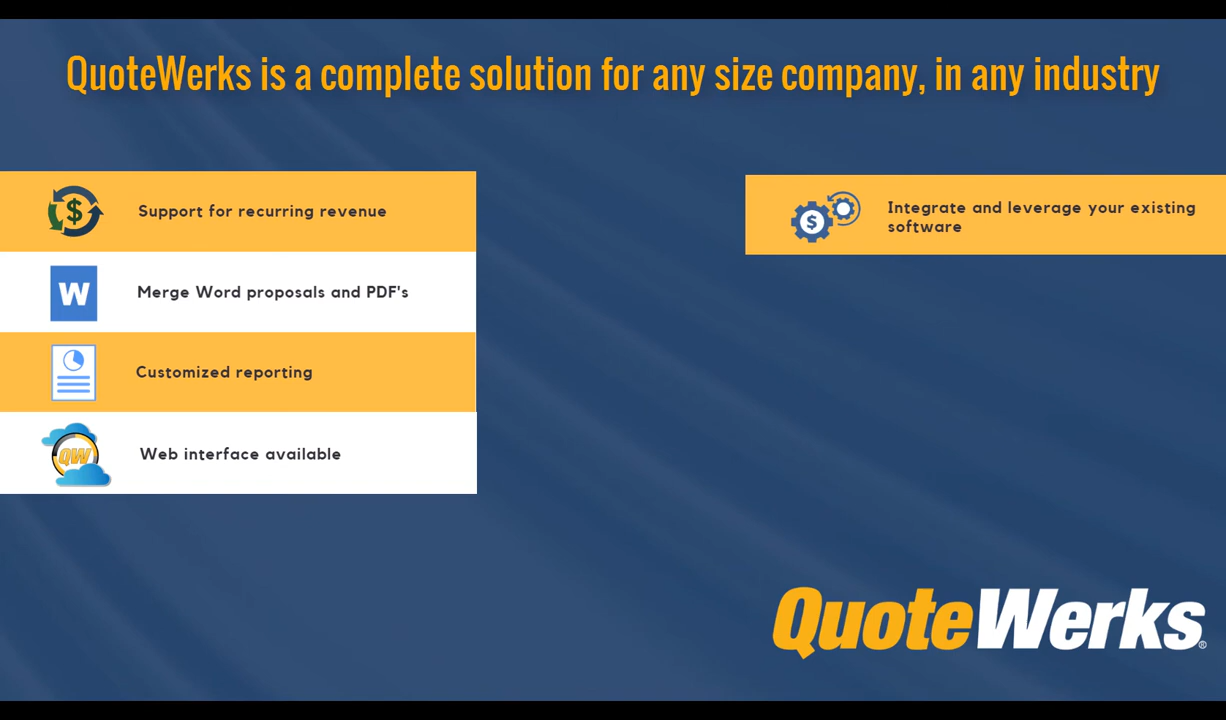 QuoteWerks is a complete solution for any size company, in any industry
Support for recurring revenue
Merge Word proposals and PDF's
Customized reporting
Web interface available
Integrate and leverage your existing
software
$
W
QW
$
QuoteWerks®